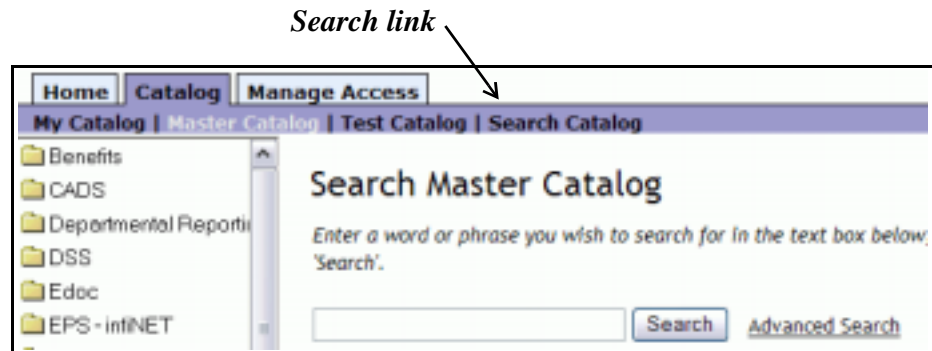 Search link
Home Catalog Manage Access
My Catalog | Master Catalog | Test Catalog | Search Catalog
Benefits
CADS
Departmental Reporti
DSS
Edoc
EPS - infiNET
Search Master Catalog
Enter a word or phrase you wish to search for in the text box below,
'Search'.
Search Advanced Search